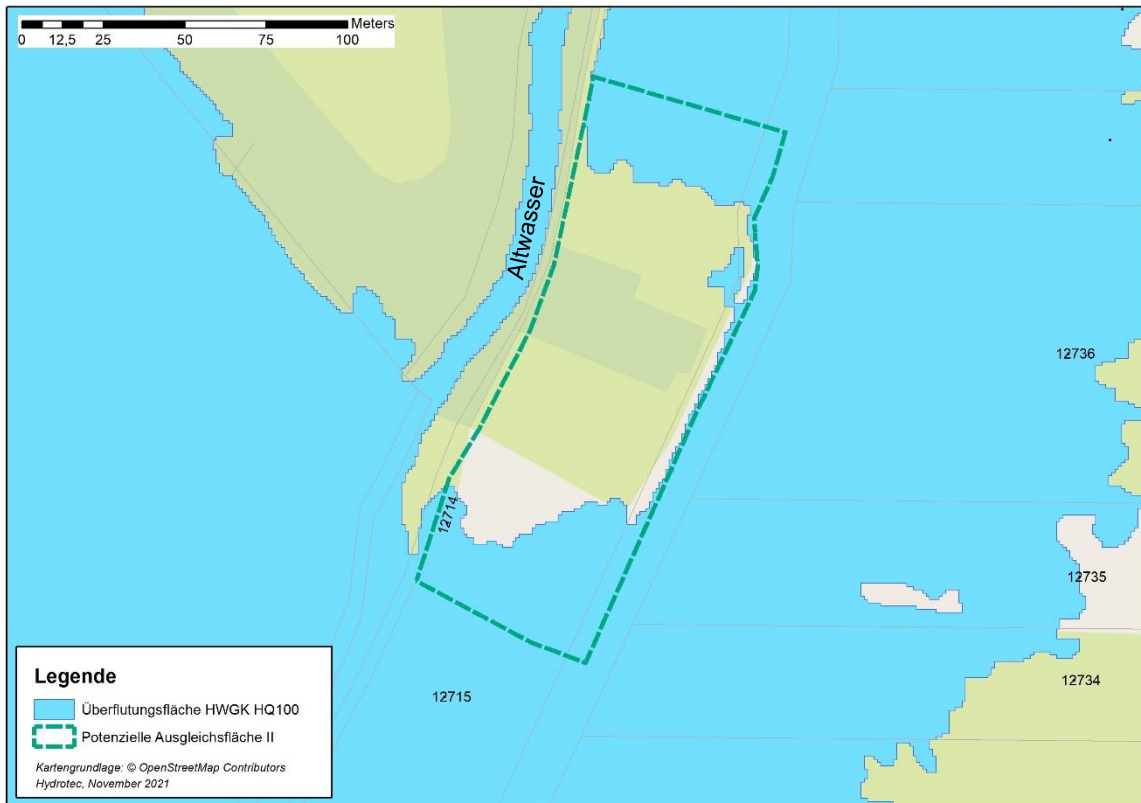 Meters
0 12,5 25 50 75 100
Altwasser
12736
12714
12735
12734
12715
Legende
Überflutungsfläche HWGK HQ100
Potenzielle Ausgleichsfläche II
Kartengrundlage: © OpenStreetMap Contributors
Hydrotec, November 2021